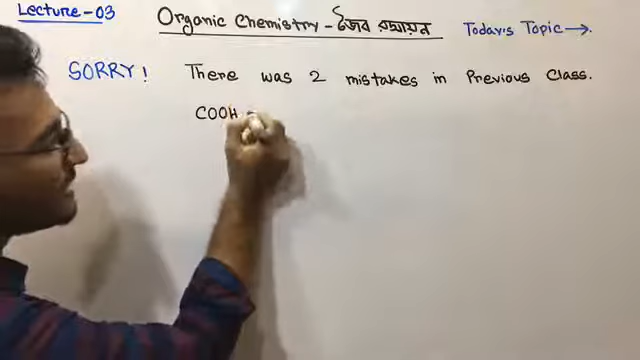 Lecture-03
Organic Chemistry - জৈব রসায়ন
Today's Topic →
SORRY! There was 2 mistakes in Previous Class.
COOH